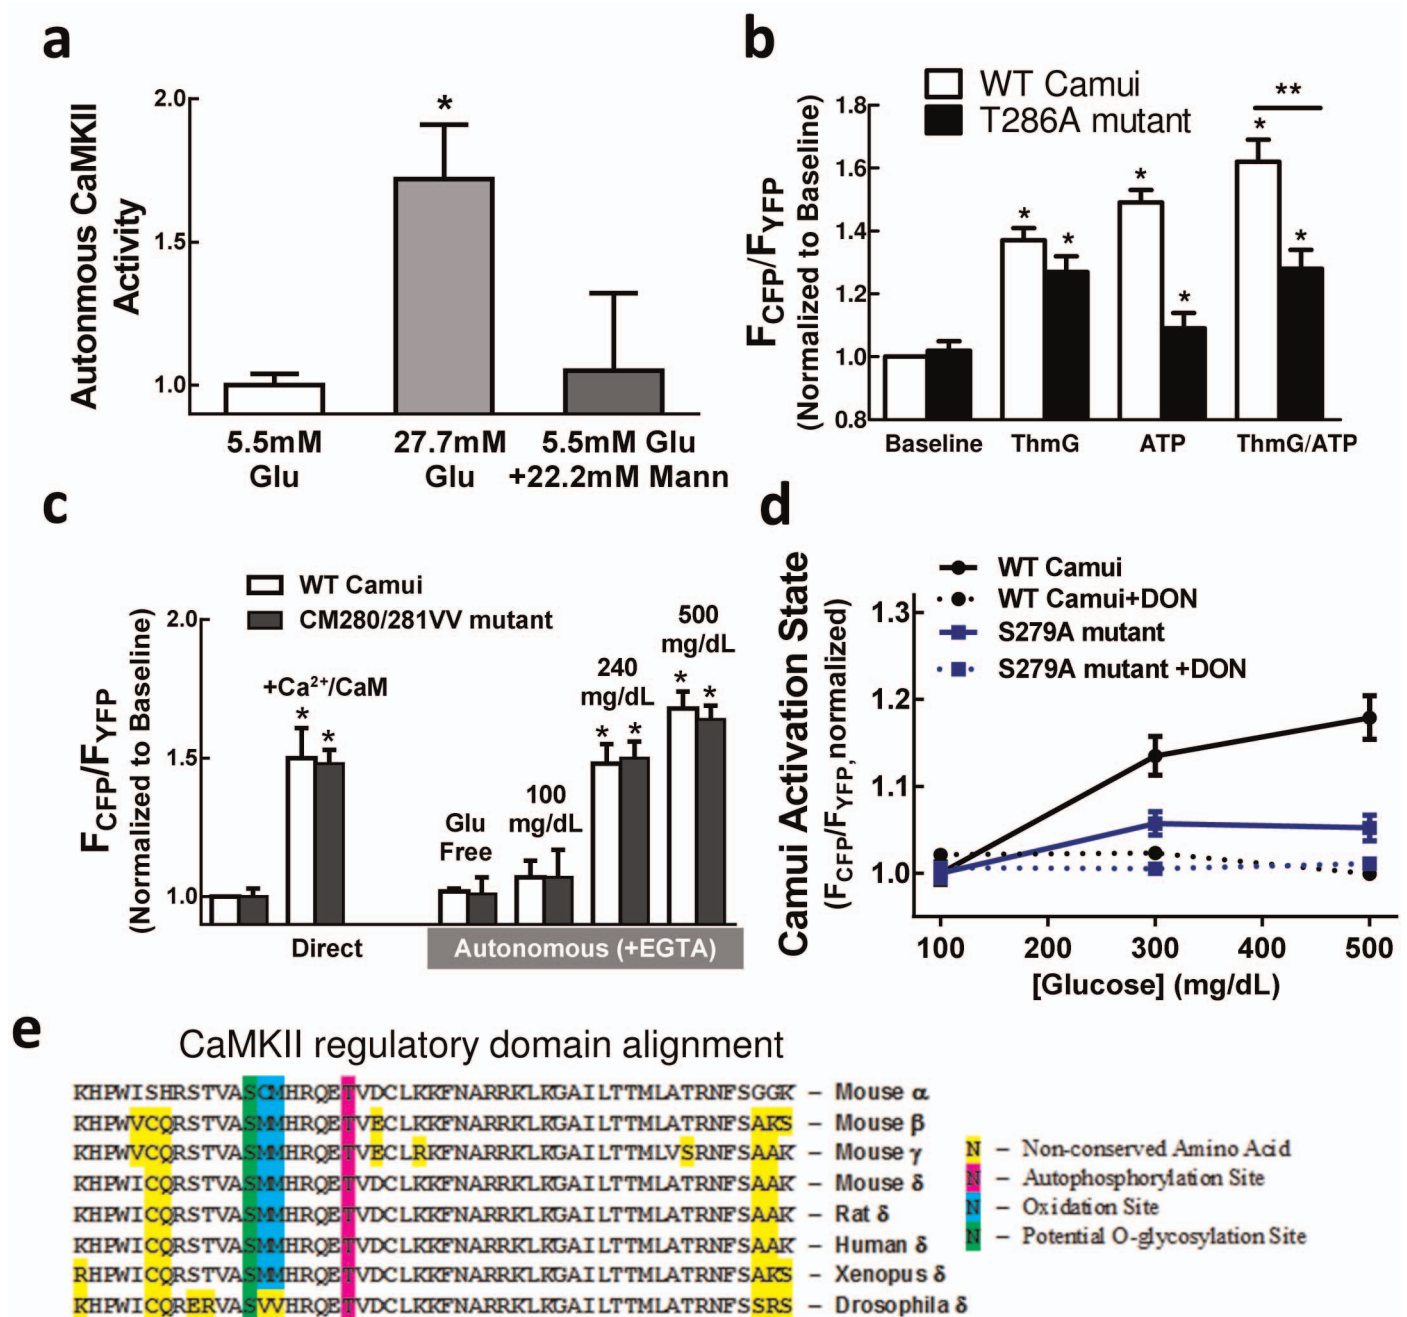 a
Autonmous CaMKII
Activity
2.0
1.5
1.0
*
5.5mM
Glu
27.7mM
Glu
5.5mM Glu
+22.2mM Mann
b
WT Camui
T286A mutant
FCFP/FYFP
(Normalized to Baseline)
1.8
1.6
1.4
1.2
1.0
0.8
*
*
*
*
*
*
**
Baseline
ThmG
ATP
ThmG/ATP
c
WT Camui
CM280/281VV mutant
FCFP/FYFP
(Normalized to Baseline)
2.0
1.5
1.0
+Ca2+/CaM
*
*
Glu
Free
100
mg/dL
240
mg/dL
*
*
500
mg/dL
*
*
Direct
Autonomous (+EGTA)
d
Camui Activation State
(FCFP/FYFP, normalized)
WT Camui
WT Camui+DON
S279A mutant
S279A mutant +DON
1.3
1.2
1.1
1.0
100
200
300
400
500
[Glucose] (mg/dL)
e
CaMKII regulatory domain alignment
KHPWISHRSTVASCMHRQETVDCLKKFNARRKLKGAILTTMLATRNFSGGK – Mouse α
KHPWVCQRSTVASMMHRQETVECLKKFNARRKLKGAILTTMLATRNFSAKS – Mouse β
KHPWVCQRSTVASMMHRQETVECLRKFNARRKLKGAILTTMLVSRNFSAAK – Mouse γ
KHPWICQRSTVASMMHRQETVDCLKKFNARRKLKGAILTTMLATRNFSAAK – Mouse δ
KHPWICQRSTVASMMHRQETVDCLKKFNARRKLKGAILTTMLATRNFSAAK – Rat δ
KHPWICQRSTVASMMHRQETVDCLKKFNARRKLKGAILTTMLATRNFSAAK – Human δ
RHPWICQRSTVASMMHRQETVDCLKKFNARRKLKGAILTTMLATRNFSAKS – Xenopus δ
KHPWICQRERVASVVHRQETVDCLKKFNARRKLKGAILTTMLATRNFSSRS – Drosophila δ
N – Non-conserved Amino Acid
N – Autophosphorylation Site
N – Oxidation Site
N – Potential O-glycosylation Site